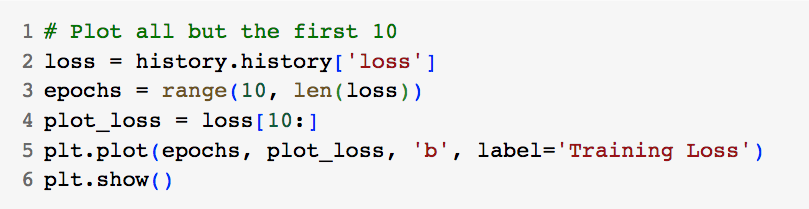 1 # Plot all but the first 10
2 loss = history.history['loss']
3 epochs = range(10, len(loss))
4 plot_loss = loss[10:]
5 plt.plot(epochs, plot_loss, 'b', label='Training Loss')
6 plt.show()